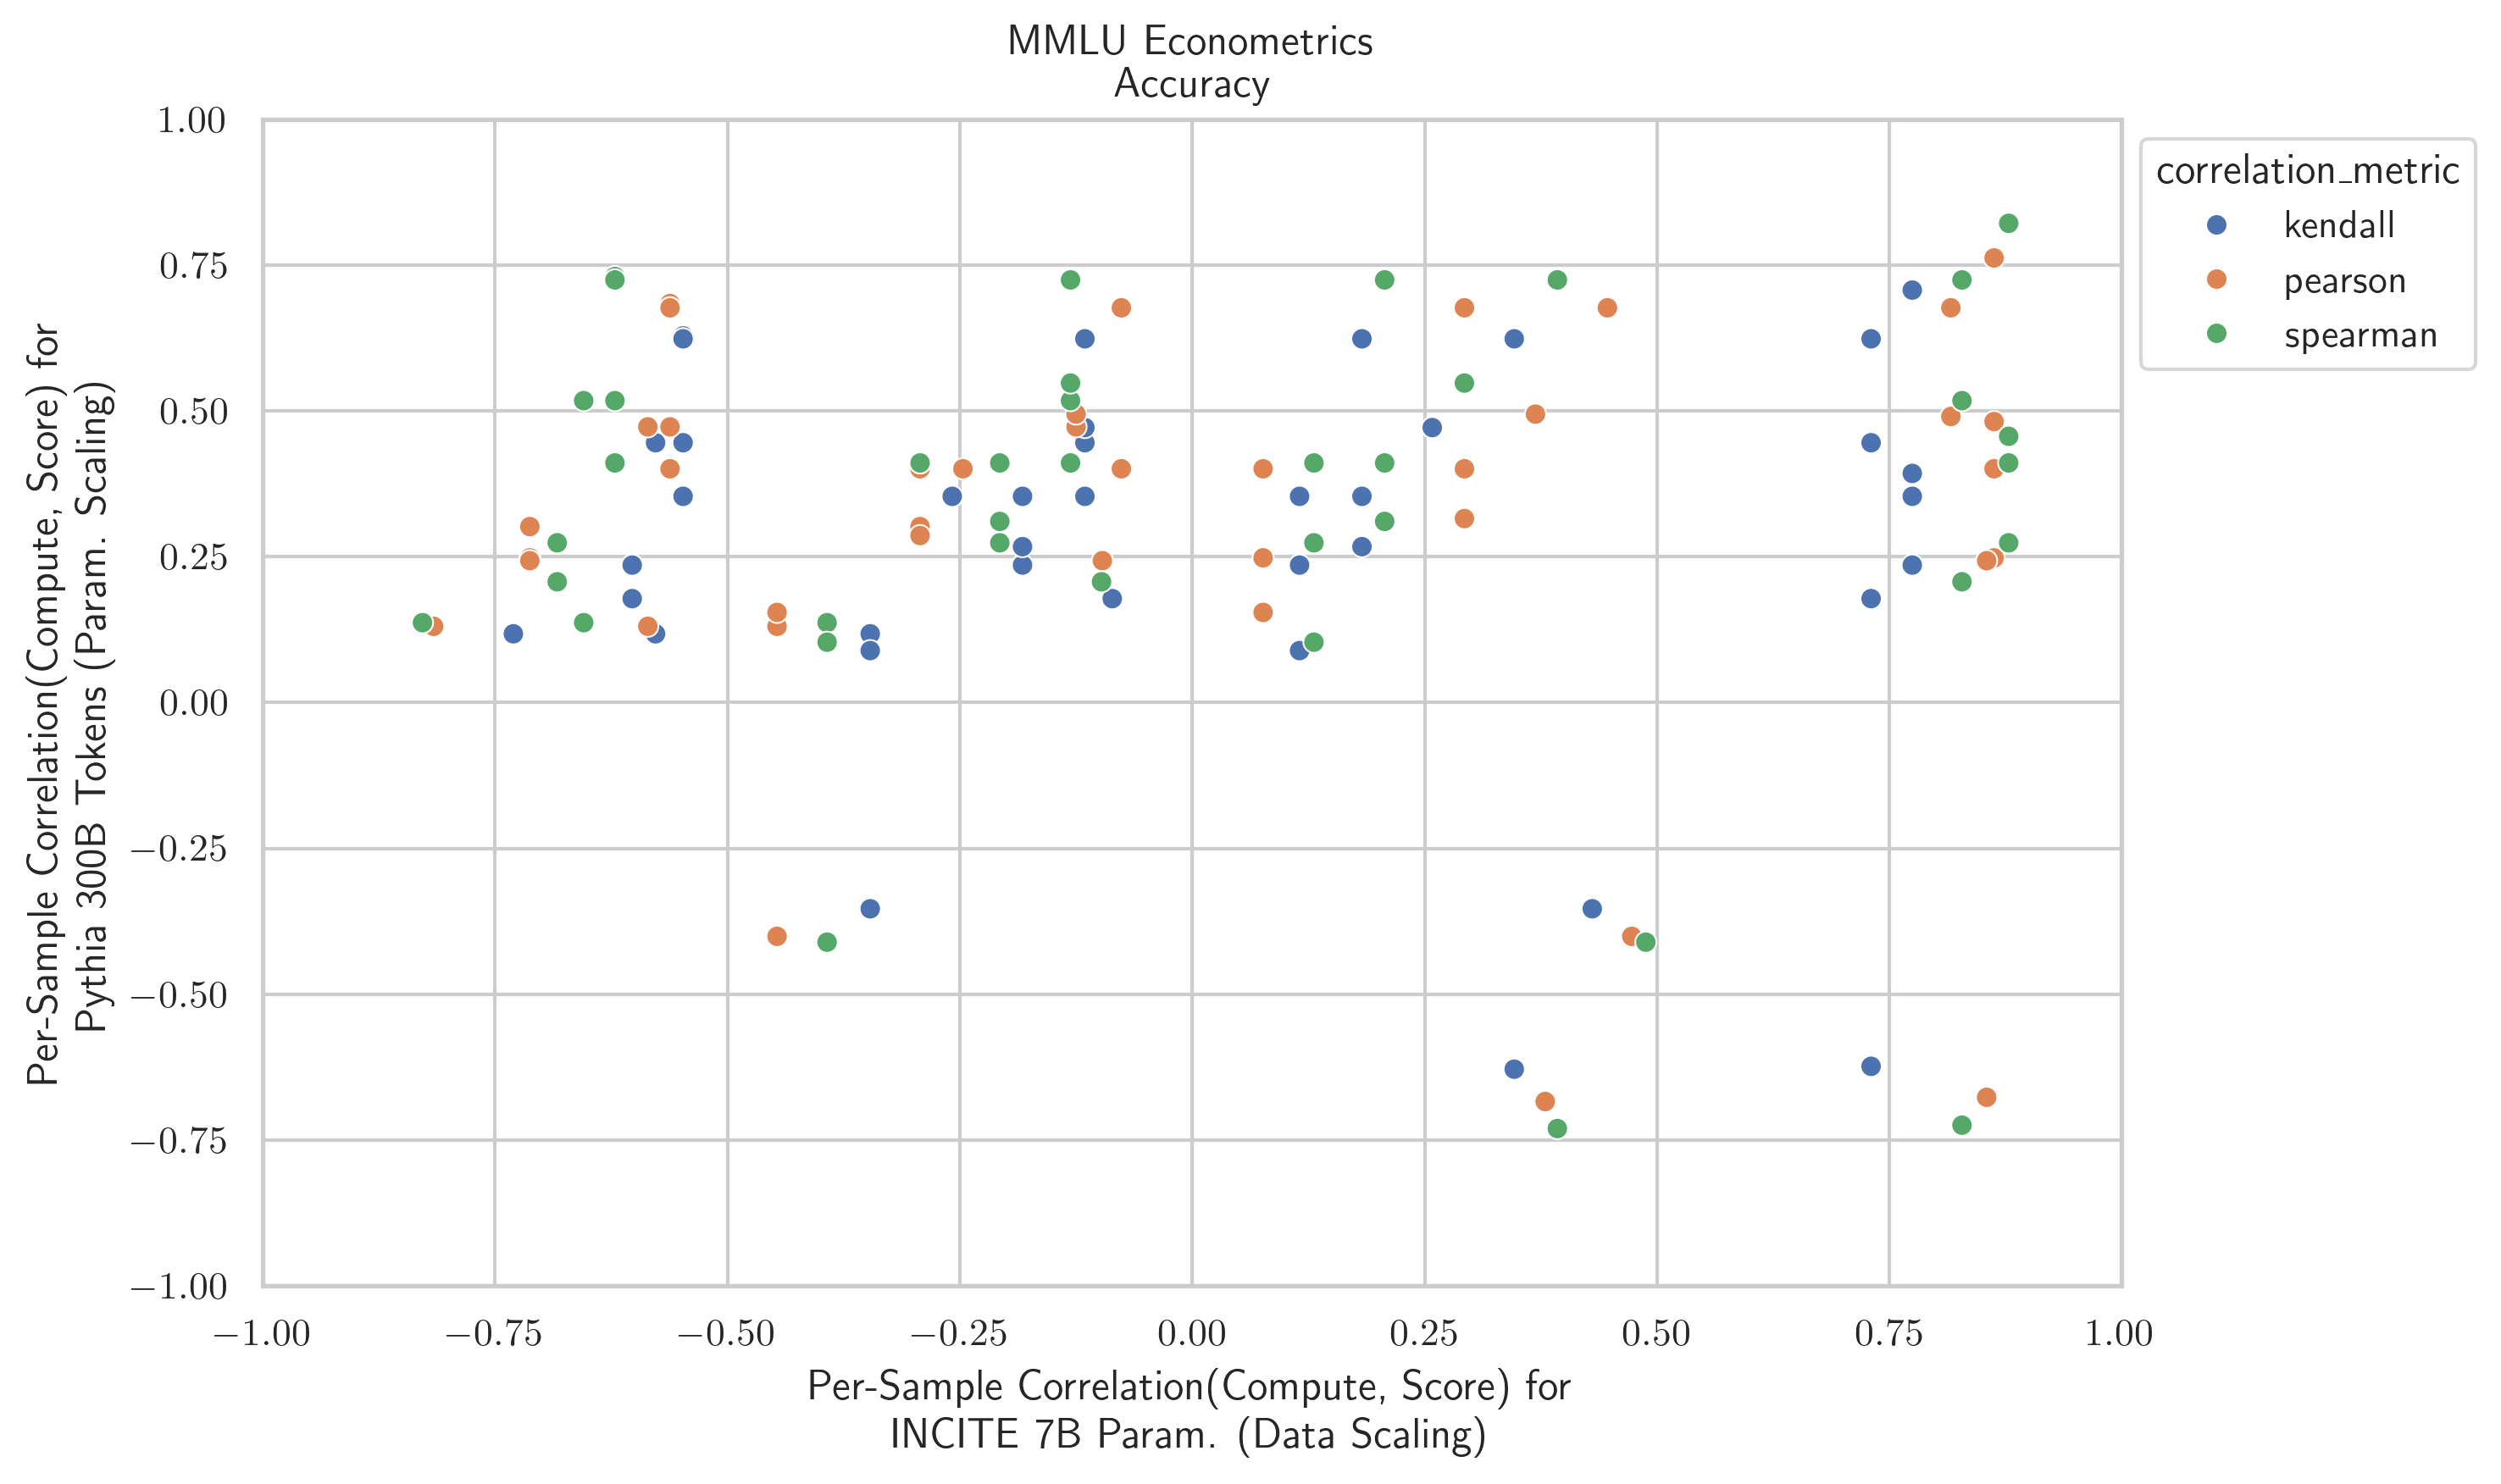 MMLU Econometrics
Accuracy
1.00
0.75
0.50
0.25
0.00
−0.25
−0.50
−0.75
−1.00
Per-Sample Correlation(Compute, Score) for
Pythia 300B Tokens (Param. Scaling)
−1.00
−0.75
−0.50
−0.25
0.00
0.25
0.50
0.75
1.00
Per-Sample Correlation(Compute, Score) for
INCITE 7B Param. (Data Scaling)
correlation_metric
kendall
pearson
spearman